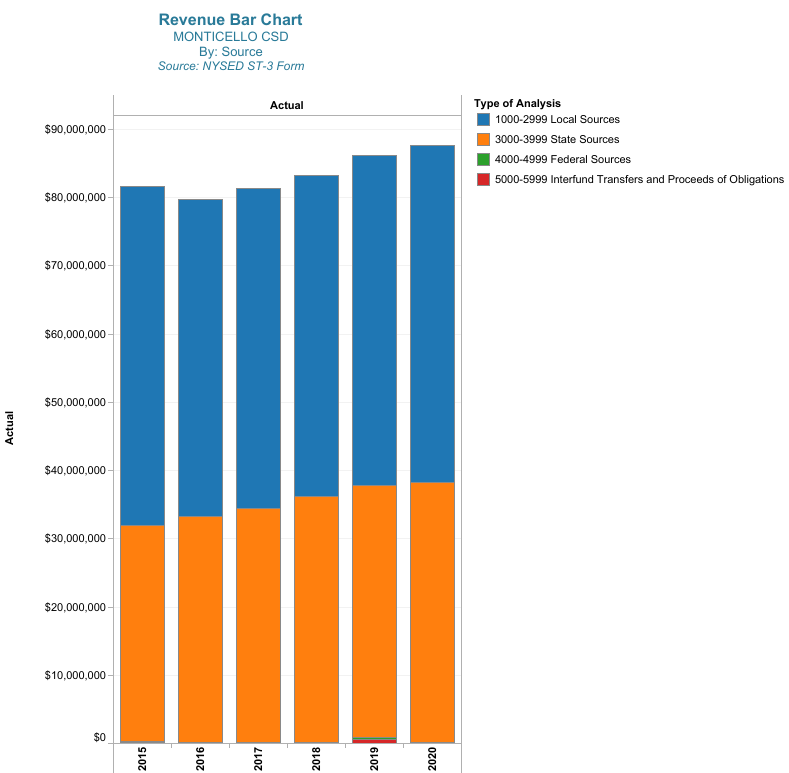 Revenue Bar Chart
MONTICELLO CSD
By: Source
Source: NYSED ST-3 Form
Actual
Type of Analysis
1000-2999 Local Sources
3000-3999 State Sources
4000-4999 Federal Sources
5000-5999 Interfund Transfers and Proceeds of Obligations
$90,000,000
$80,000,000
$70,000,000
$60,000,000
$50,000,000
$40,000,000
$30,000,000
$20,000,000
$10,000,000
$0
Actual
2015
2016
2017
2018
2019
2020